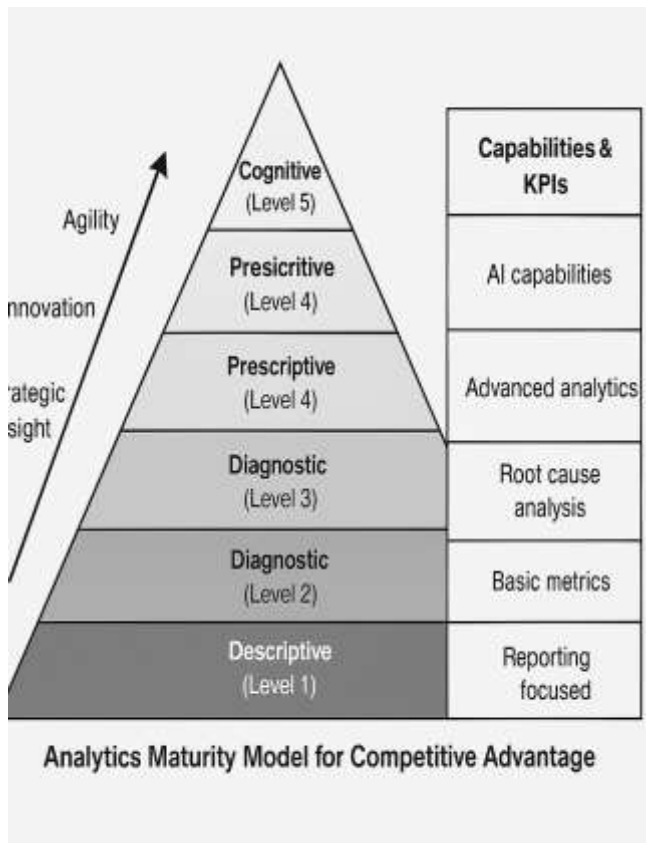 Capabilities &
KPIs
Cognitive
(Level 5)
Agility
Presicritive
(Level 4)
AI capabilities
nnovation
Prescriptive
(Level 4)
Advanced analytics
rategic
sight
Diagnostic
(Level 3)
Root cause
analysis
Diagnostic
(Level 2)
Basic metrics
Descriptive
(Level 1)
Reporting
focused
Analytics Maturity Model for Competitive Advantage